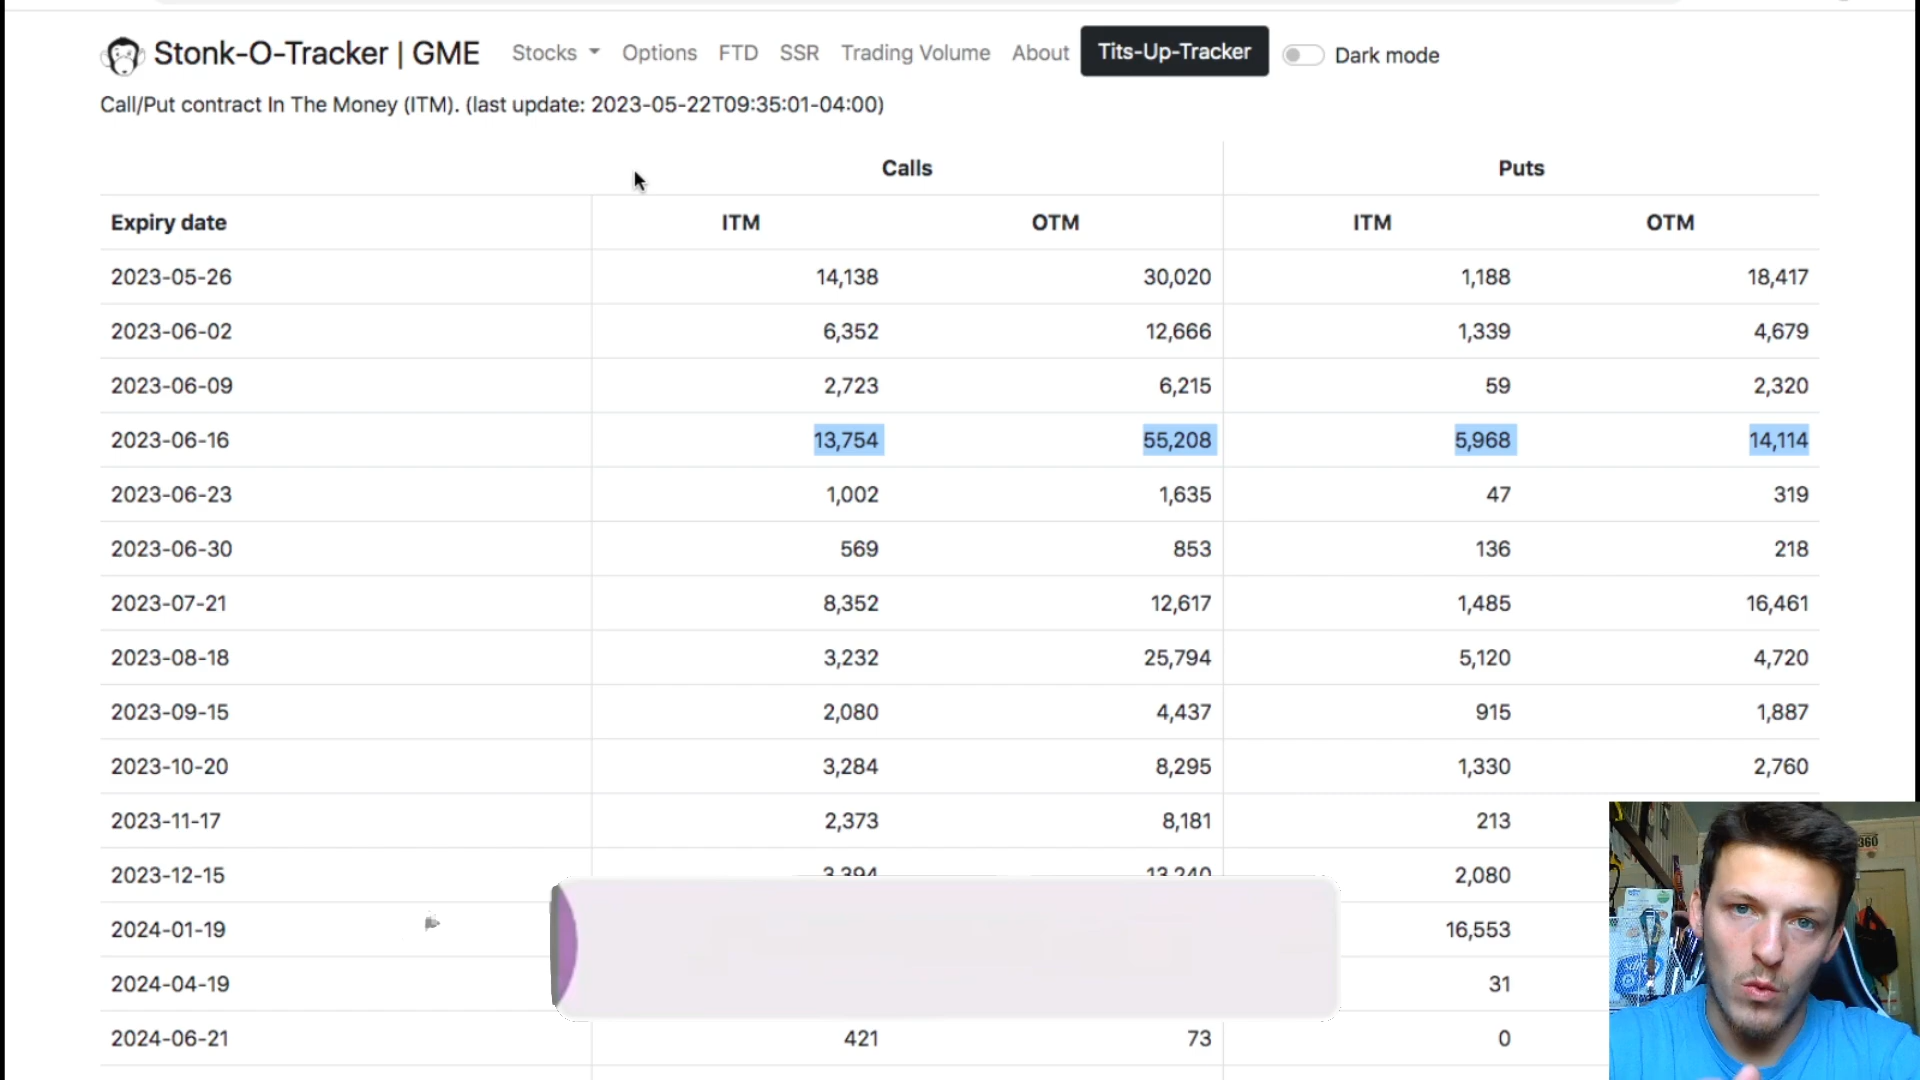 Stonk-O-Tracker | GME Stocks Options FTD SSR Trading Volume About Tits-Up-Tracker Dark mode
Call/Put contract In The Money (ITM). (last update: 2023-05-22T09:35:01-04:00)
Calls Puts
Expiry date ITM OTM ITM OTM
2023-05-26 14,138 30,020 1,188 18,417
2023-06-02 6,352 12,666 1,339 4,679
2023-06-09 2,723 6,215 59 2,320
2023-06-16 13,754 55,208 5,968 14,114
2023-06-23 1,002 1,635 47 319
2023-06-30 569 853 136 218
2023-07-21 8,352 12,617 1,485 16,461
2023-08-18 3,232 25,794 5,120 4,720
2023-09-15 2,080 4,437 915 1,887
2023-10-20 3,284 8,295 1,330 2,760
2023-11-17 2,373 8,181 213
2023-12-15 3,394 13,240 2,080
2024-01-19 16,553
2024-04-19 31
2024-06-21 421 73 0
360